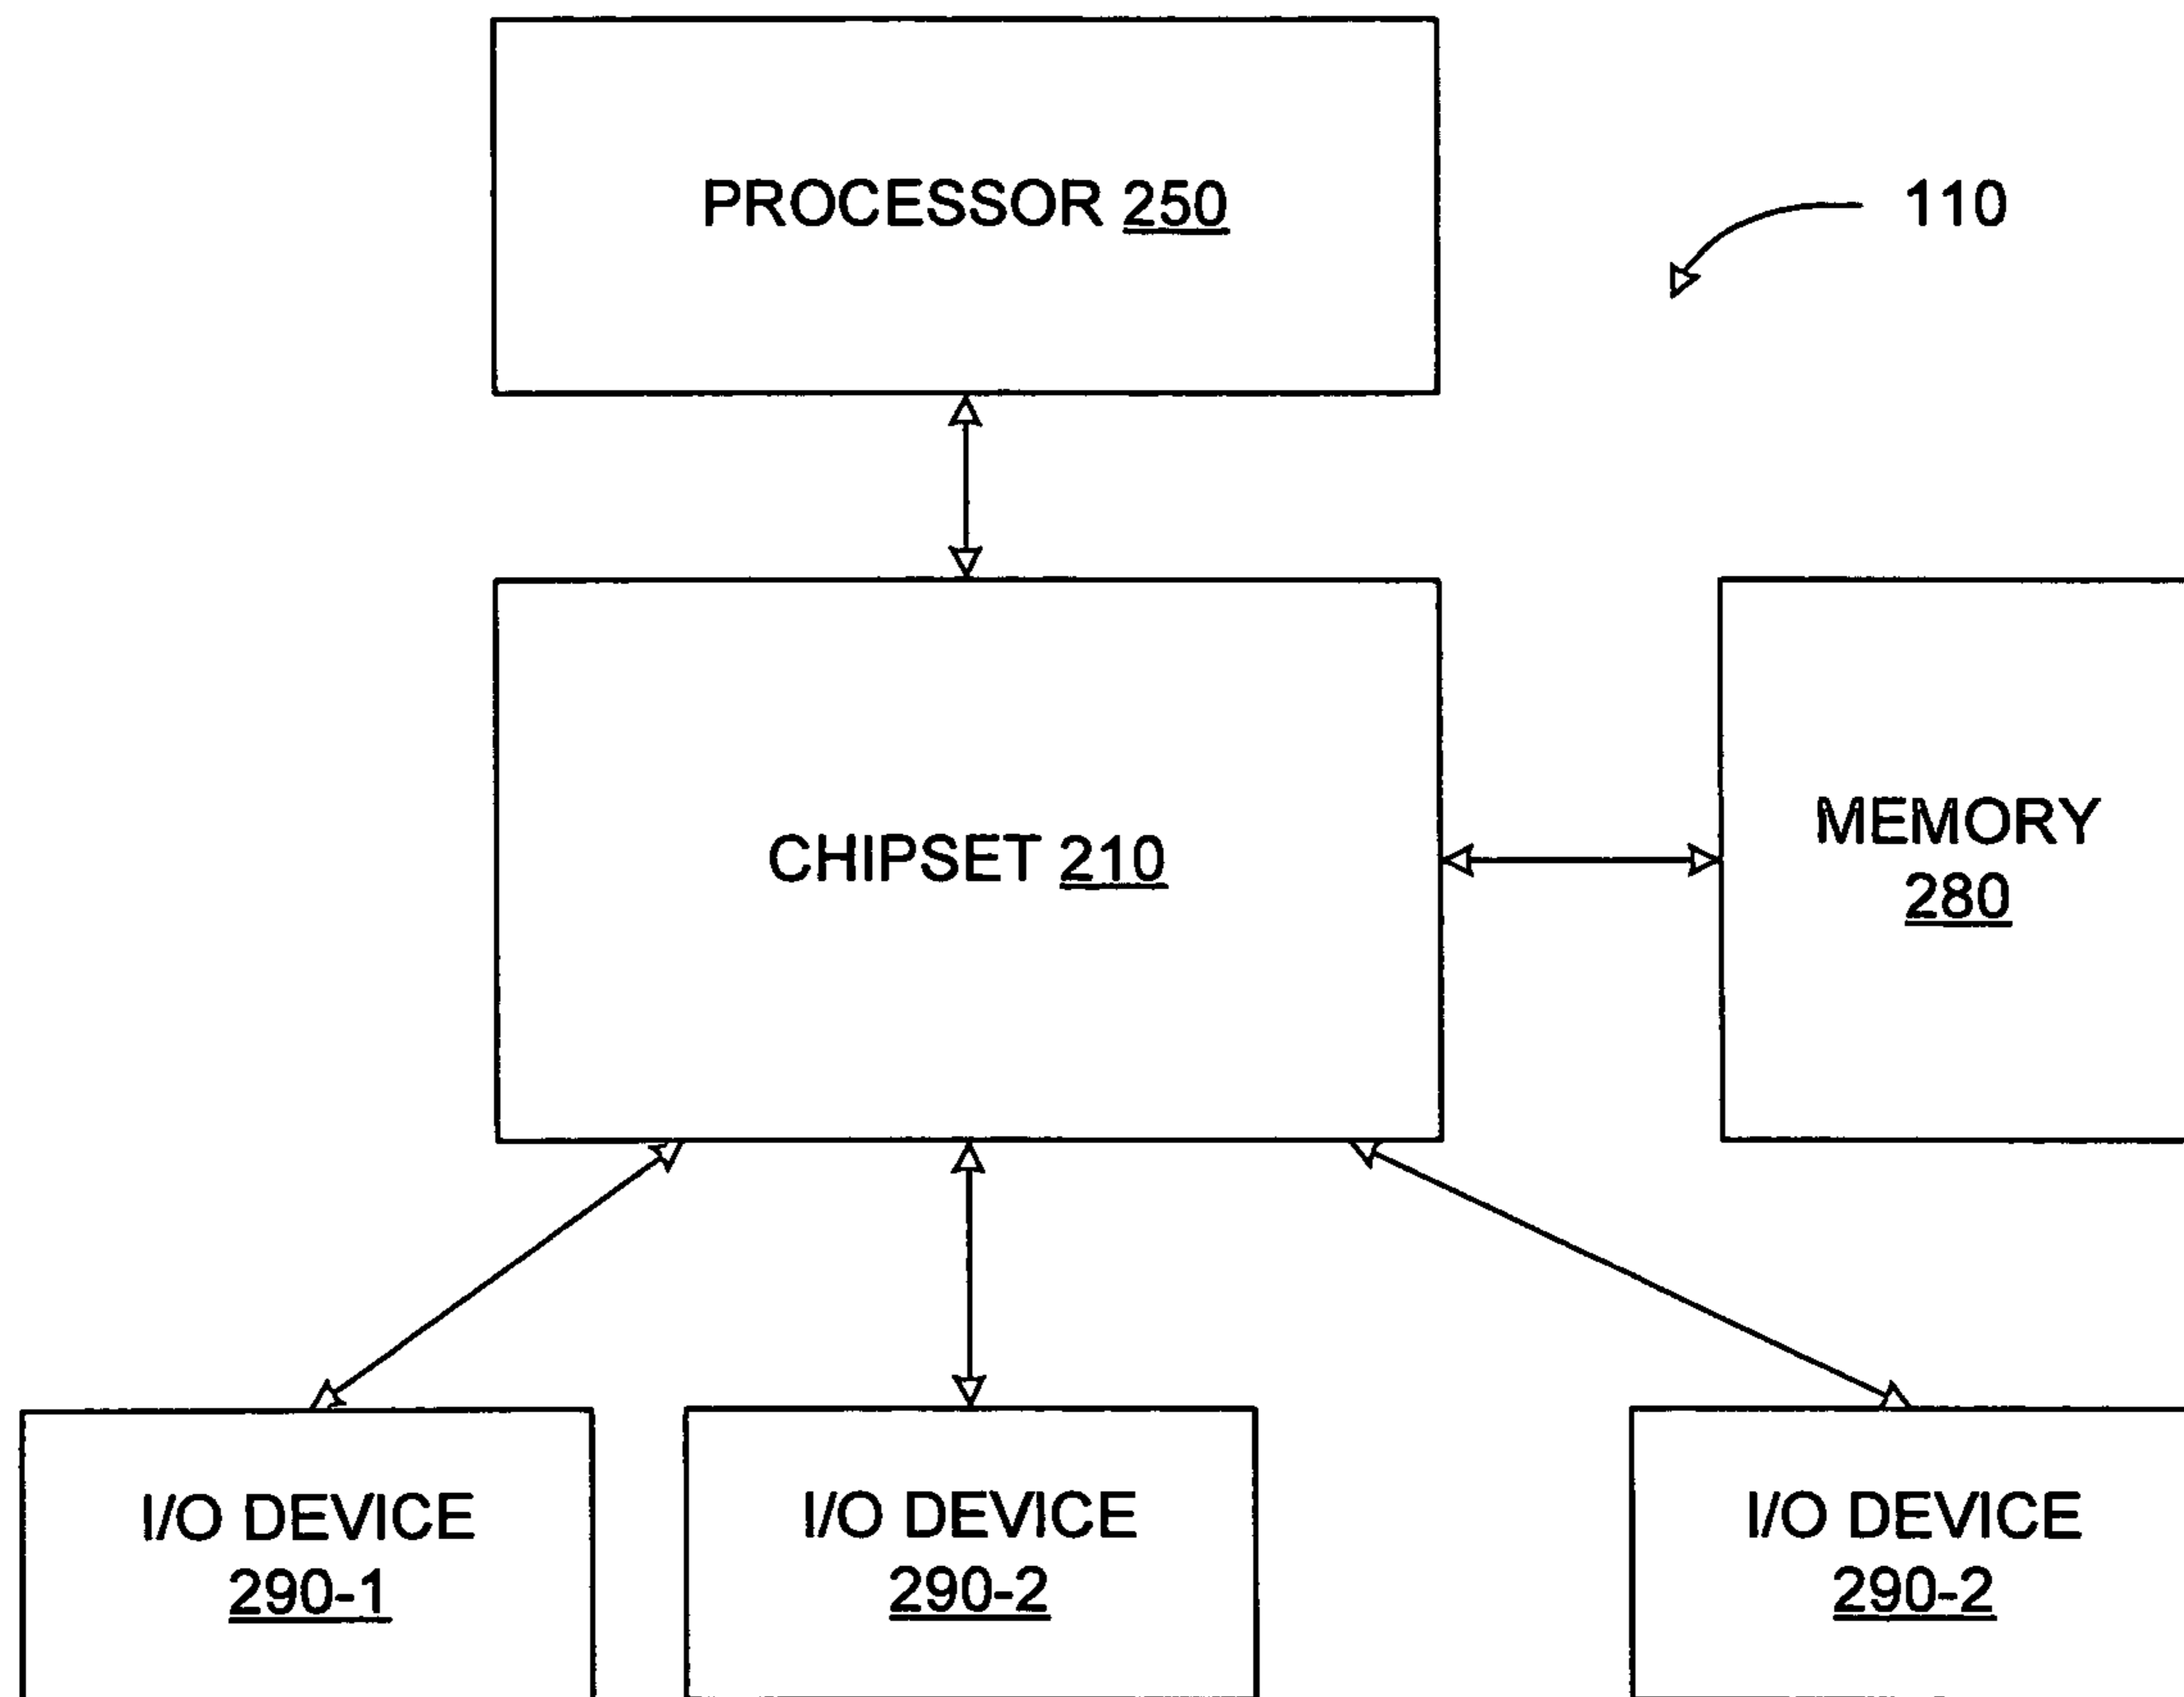 PROCESSOR 250
110
CHIPSET 210
MEMORY
280
I/O DEVICE
290-1
I/O DEVICE
290-2
I/O DEVICE
290-2